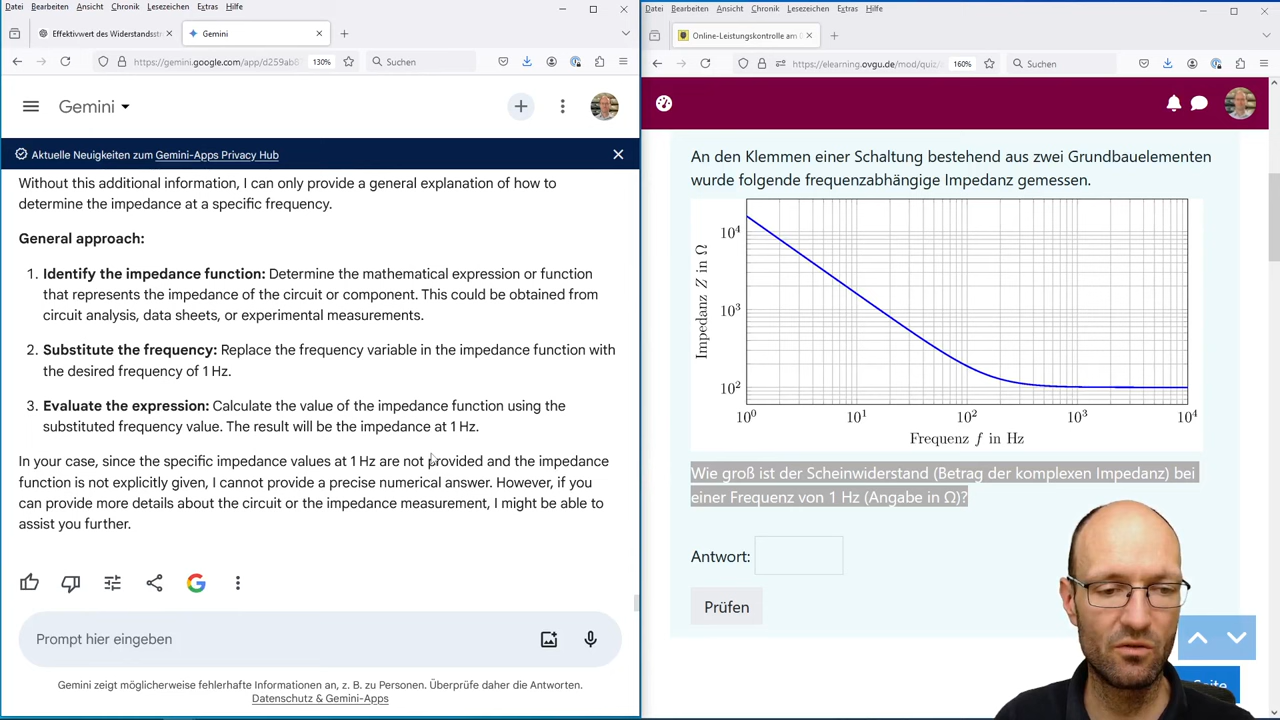 Datei Bearbeiten Ansicht Chronik Lesezeichen Extras Hilfe
Effektivwert des Widerstandsstr
Gemini
https://gemini.google.com/app/d259ab8
130%
Suchen
Gemini
Aktuelle Neuigkeiten zum Gemini-Apps Privacy Hub
Without this additional information, I can only provide a general explanation of how to
determine the impedance at a specific frequency.
General approach:
1. Identify the impedance function: Determine the mathematical expression or function
that represents the impedance of the circuit or component. This could be obtained from
circuit analysis, data sheets, or experimental measurements.
2. Substitute the frequency: Replace the frequency variable in the impedance function with
the desired frequency of 1 Hz.
3. Evaluate the expression: Calculate the value of the impedance function using the
substituted frequency value. The result will be the impedance at 1 Hz.
In your case, since the specific impedance values at 1 Hz are not provided and the impedance
function is not explicitly given, I cannot provide a precise numerical answer. However, if you
can provide more details about the circuit or the impedance measurement, I might be able to
assist you further.
Prompt hier eingeben
Gemini zeigt möglicherweise fehlerhafte Informationen an, z. B. zu Personen. Überprüfe daher die Antworten.
Datenschutz & Gemini-Apps
Datei Bearbeiten Ansicht Chronik Lesezeichen Extras Hilfe
Online-Leistungskontrolle am
https://elearning.ovgu.de/mod/quiz/
160%
Suchen
An den Klemmen einer Schaltung bestehend aus zwei Grundbauelementen
wurde folgende frequenzabhängige Impedanz gemessen.
Impedanz Z in Ω
10⁴
10³
10²
10⁰ 10¹ 10² 10³ 10⁴
Frequenz f in Hz
Wie groß ist der Scheinwiderstand (Betrag der komplexen Impedanz) bei
einer Frequenz von 1 Hz (Angabe in Ω)?
Antwort:
Prüfen
Seite